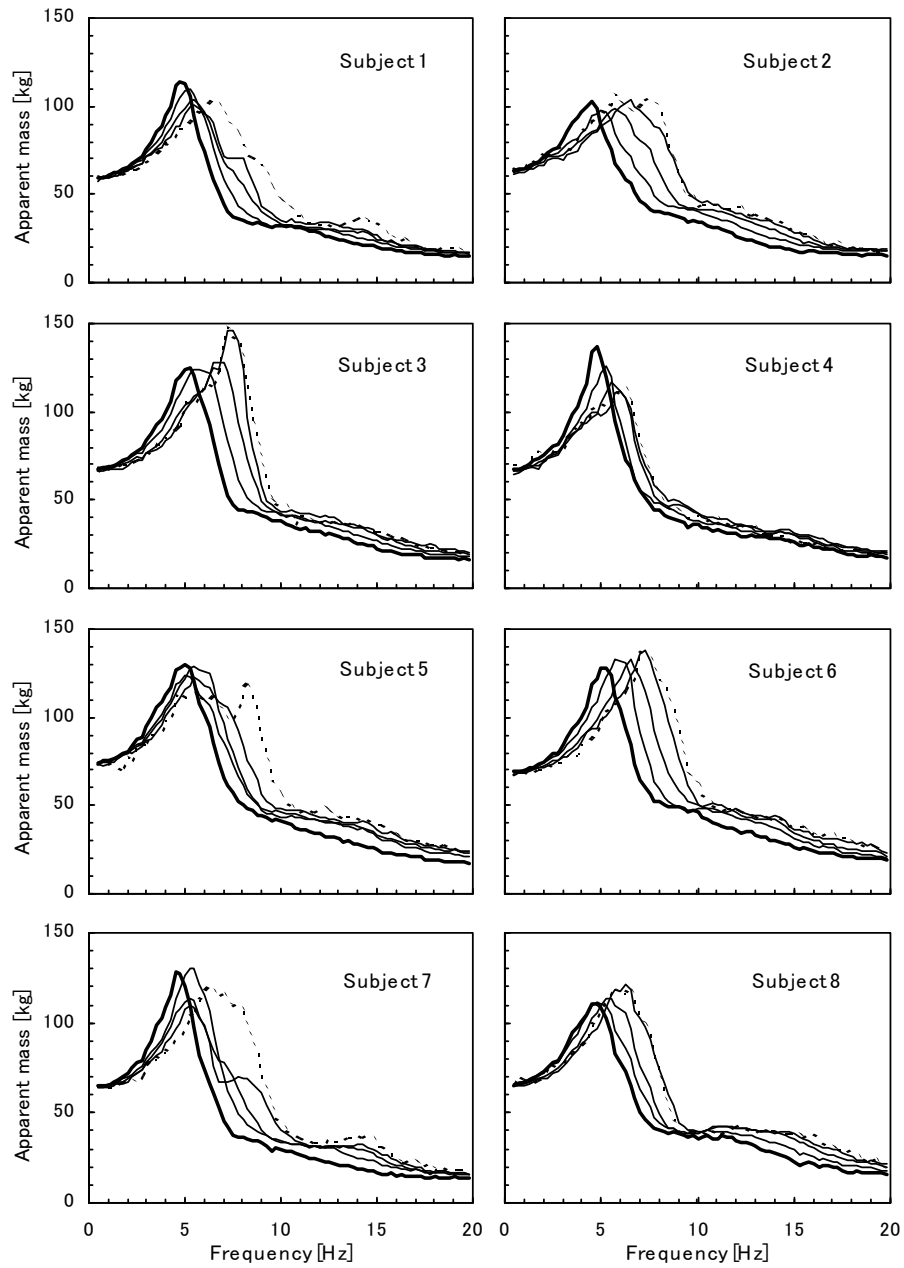 150
100
50
0
Apparent mass [kg]
Subject 1
Subject 2
150
100
50
0
Apparent mass [kg]
Subject 3
Subject 4
150
100
50
0
Apparent mass [kg]
Subject 5
Subject 6
150
100
50
0
Apparent mass [kg]
Subject 7
Subject 8
0 5 10 15 20
0 5 10 15 20
Frequency [Hz]
Frequency [Hz]